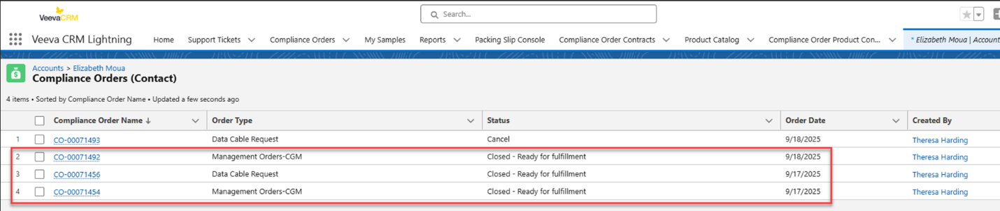 VeevaCRM
Search...
Veeva CRM Lightning Home Support Tickets Compliance Orders My Samples Reports Packing Slip Console Compliance Order Contracts Product Catalog Compliance Order Product Con... * Elizabeth Moua | Account
Accounts > Elizabeth Moua
Compliance Orders (Contact)
4 items • Sorted by Compliance Order Name • Updated a few seconds ago
Compliance Order Name ↓ Order Type Status Order Date Created By
1 CO-00071493 Data Cable Request Cancel 9/18/2025 Theresa Harding
2 CO-00071492 Management Orders-CGM Closed - Ready for fulfillment 9/18/2025 Theresa Harding
3 CO-00071456 Data Cable Request Closed - Ready for fulfillment 9/17/2025 Theresa Harding
4 CO-00071454 Management Orders-CGM Closed - Ready for fulfillment 9/17/2025 Theresa Harding